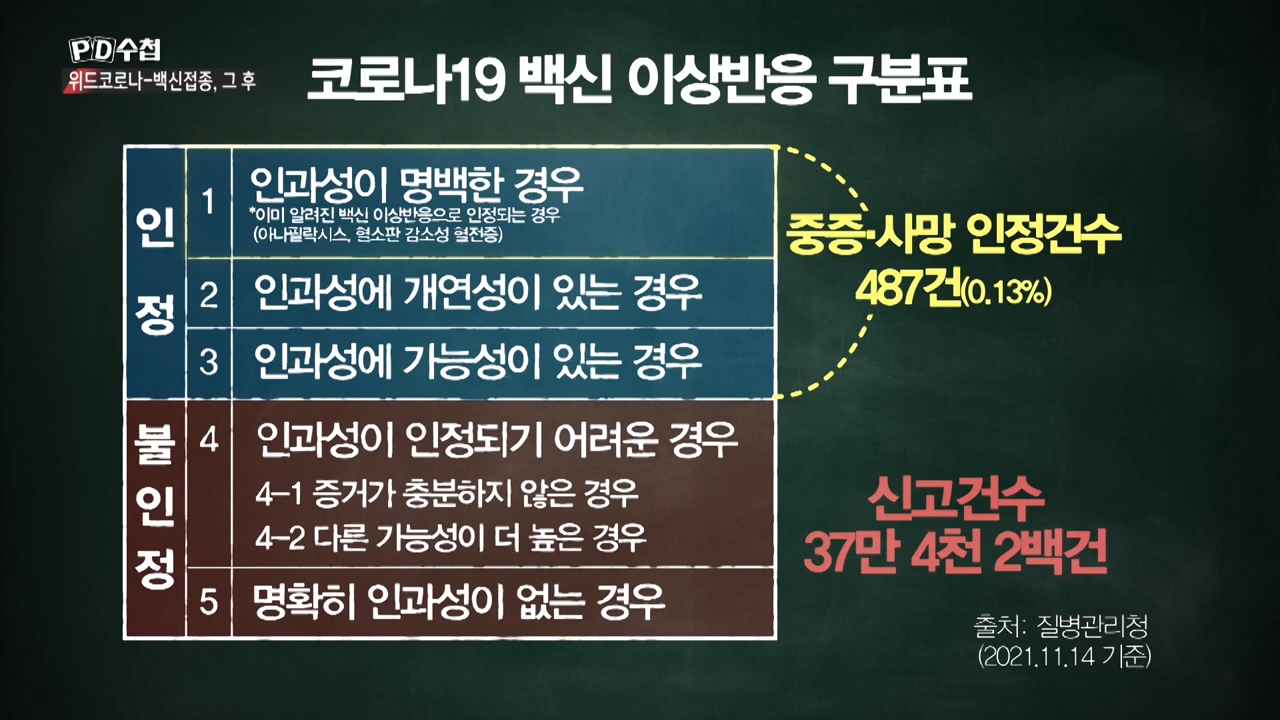 PD수첩
위드코로나-백신접종, 그 후
코로나19 백신 이상반응 구분표
인정
1
인과성이 명백한 경우
*이미 알려진 백신 이상반응으로 인정되는 경우
(아나필락시스, 혈소판 감소성 혈전증)
2 인과성에 개연성이 있는 경우
3 인과성에 가능성이 있는 경우
중증·사망 인정건수
487건(0.13%)
불인정
4 인과성이 인정되기 어려운 경우
4-1 증거가 충분하지 않은 경우
4-2 다른 가능성이 더 높은 경우
5 명확히 인과성이 없는 경우
신고건수
37만 4천 2백건
출처: 질병관리청
(2021.11.14 기준)